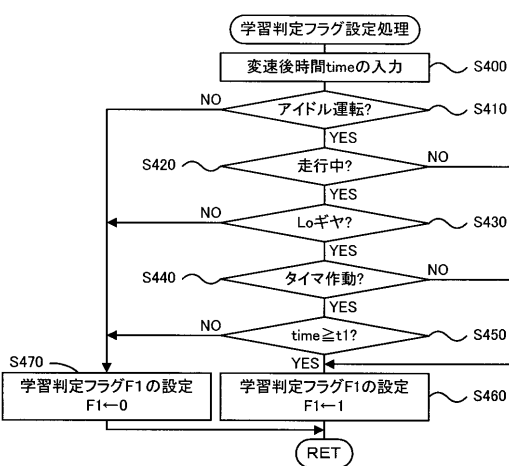 学習判定フラグ設定処理
変速後時間timeの入力
S400
アイドル運転?
S410
NO
YES
走行中?
S420
NO
YES
Loギヤ?
S430
NO
YES
タイマ作動?
S440
NO
YES
time≧t1?
S450
NO
YES
S470
学習判定フラグF1の設定
F1←0
学習判定フラグF1の設定
F1←1
S460
RET